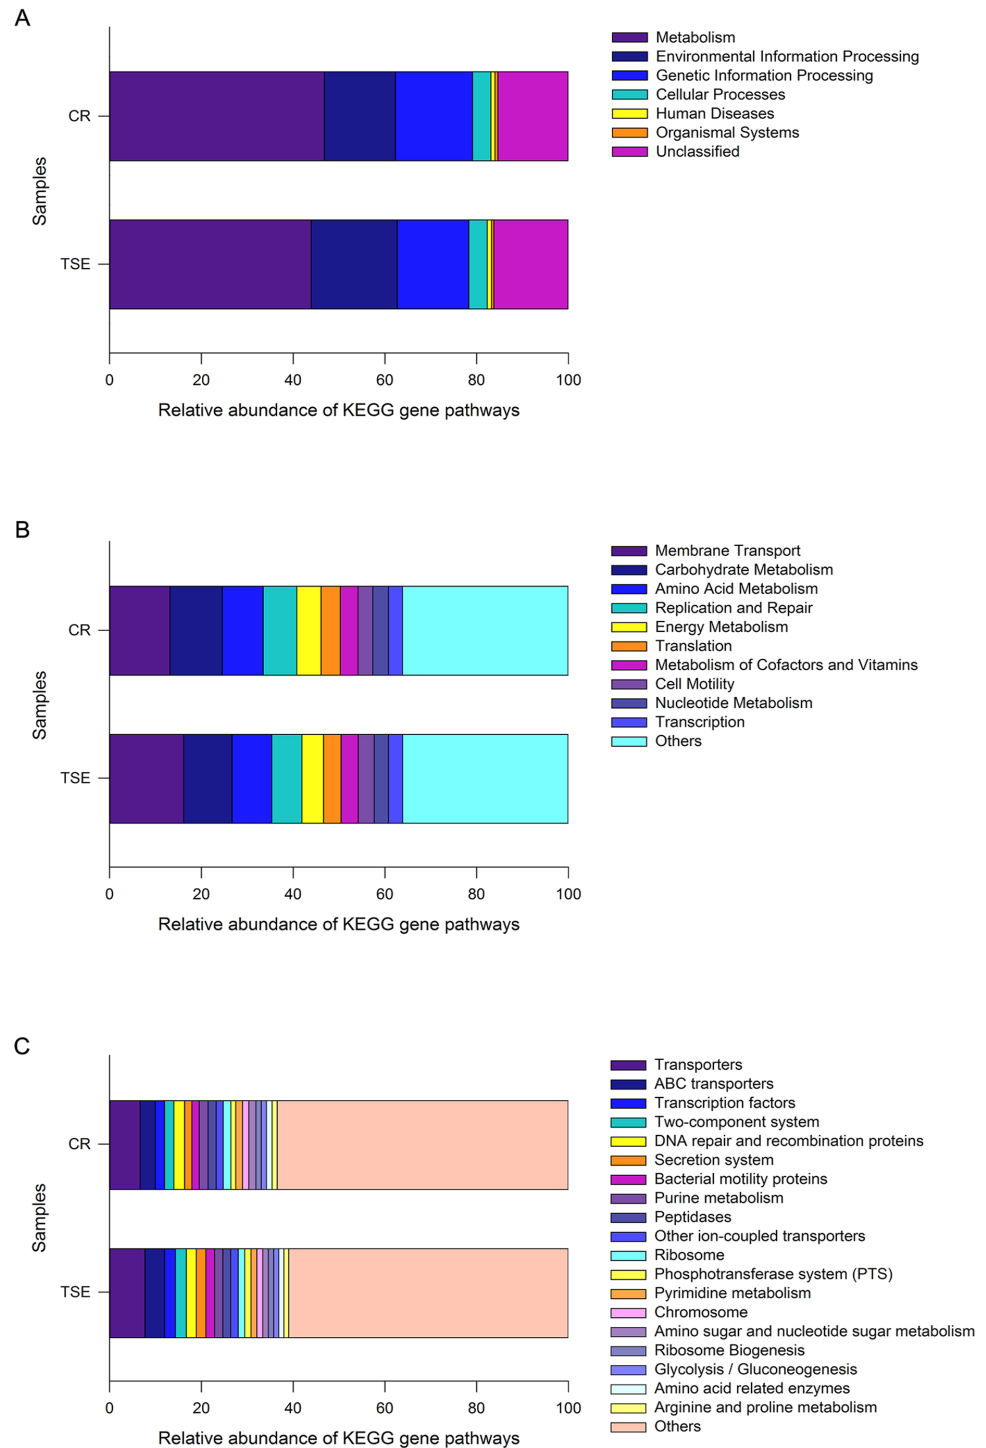 A
Metabolism
Environmental Information Processing
Genetic Information Processing
Cellular Processes
Human Diseases
Organismal Systems
Unclassified
CR
TSE
Samples
0 20 40 60 80 100
Relative abundance of KEGG gene pathways
B
Membrane Transport
Carbohydrate Metabolism
Amino Acid Metabolism
Replication and Repair
Energy Metabolism
Translation
Metabolism of Cofactors and Vitamins
Cell Motility
Nucleotide Metabolism
Transcription
Others
CR
TSE
Samples
0 20 40 60 80 100
Relative abundance of KEGG gene pathways
C
Transporters
ABC transporters
Transcription factors
Two-component system
DNA repair and recombination proteins
Secretion system
Bacterial motility proteins
Purine metabolism
Peptidases
Other ion-coupled transporters
Ribosome
Phosphotransferase system (PTS)
Pyrimidine metabolism
Chromosome
Amino sugar and nucleotide sugar metabolism
Ribosome Biogenesis
Glycolysis / Gluconeogenesis
Amino acid related enzymes
Arginine and proline metabolism
Others
CR
TSE
Samples
0 20 40 60 80 100
Relative abundance of KEGG gene pathways